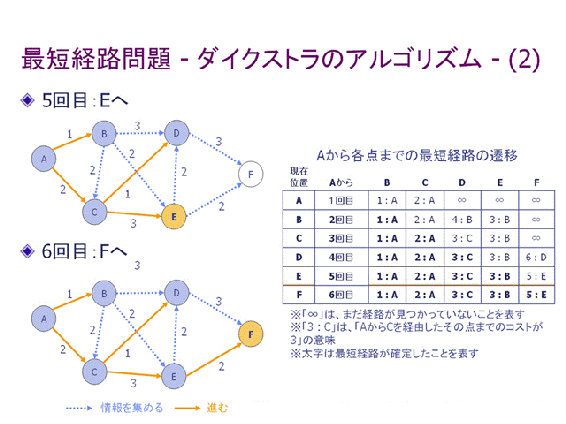 最短経路問題 - ダイクストラのアルゴリズム - (2)
5回目：Eへ
1
3
A
B
D
2
2
2
3
F
2
1
2
2
C
3
E
6回目：Fへ
3
A
B
D
F
C
E
1
2
2
2
2
3
1
3
2
2
情報を集める
進む
Aから各点までの最短経路の遷移
現在位置 Aから B C D E F
A 1回目 1：A 2：A ∞ ∞ ∞
B 2回目 1：A 2：A 4：B 3：B ∞
C 3回目 1：A 2：A 3：C 3：B ∞
D 4回目 1：A 2：A 3：C 3：B 6：D
E 5回目 1：A 2：A 3：C 3：B 5：E
F 6回目 1：A 2：A 3：C 3：B 5：E
※「∞」は、まだ経路が見つかっていないことを表す
※「3：C」は、「AからCを経由したその点までのコストが
3」の意味
※太字は最短経路が確定したことを表す